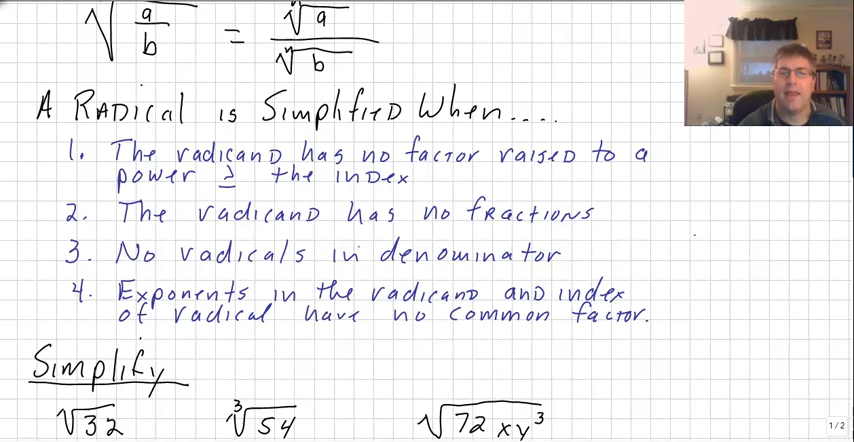 √a/b = ⁿ√a/ⁿ√b
A Radical is Simplified When....
1. The radicand has no factor raised to a
power ≥ the index
2. The radicand has no fractions
3. No radicals in denominator
4. Exponents in the radicand and index
of radical have no common factor.
Simplify
√32 ³√54 √72xy³
1/2